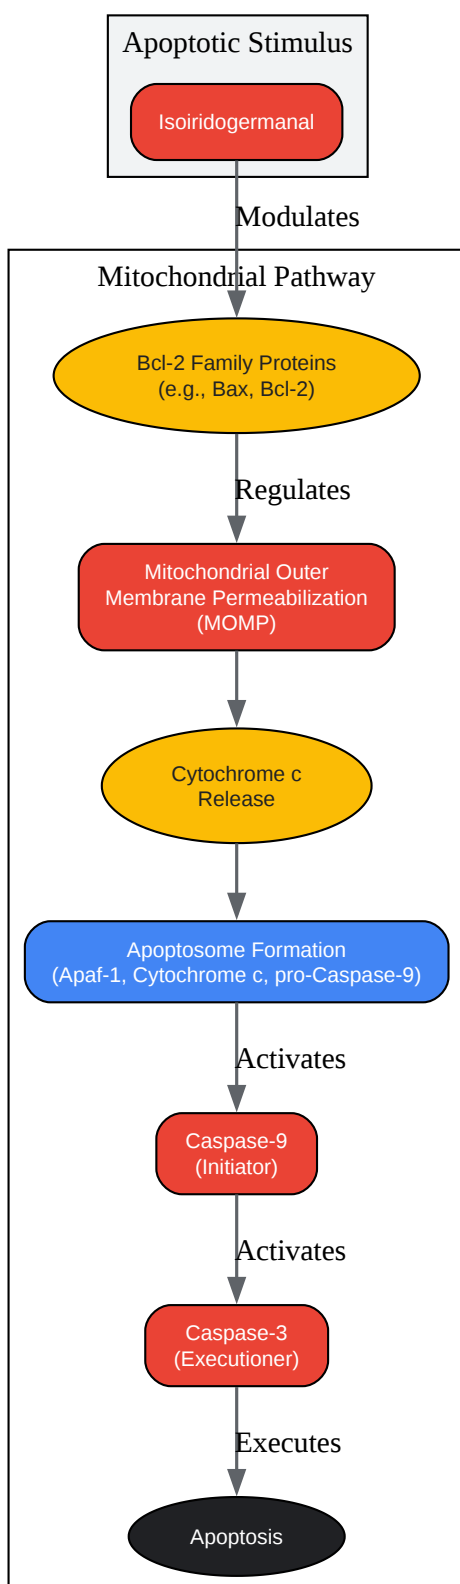 Apoptotic Stimulus
Isoiridogermanal
Modulates
Mitochondrial Pathway
Bcl-2 Family Proteins
(e.g., Bax, Bcl-2)
Regulates
Mitochondrial Outer
Membrane Permeabilization
(MOMP)
Cytochrome c
Release
Apoptosome Formation
(Apaf-1, Cytochrome c, pro-Caspase-9)
Activates
Caspase-9
(Initiator)
Activates
Caspase-3
(Executioner)
Executes
Apoptosis